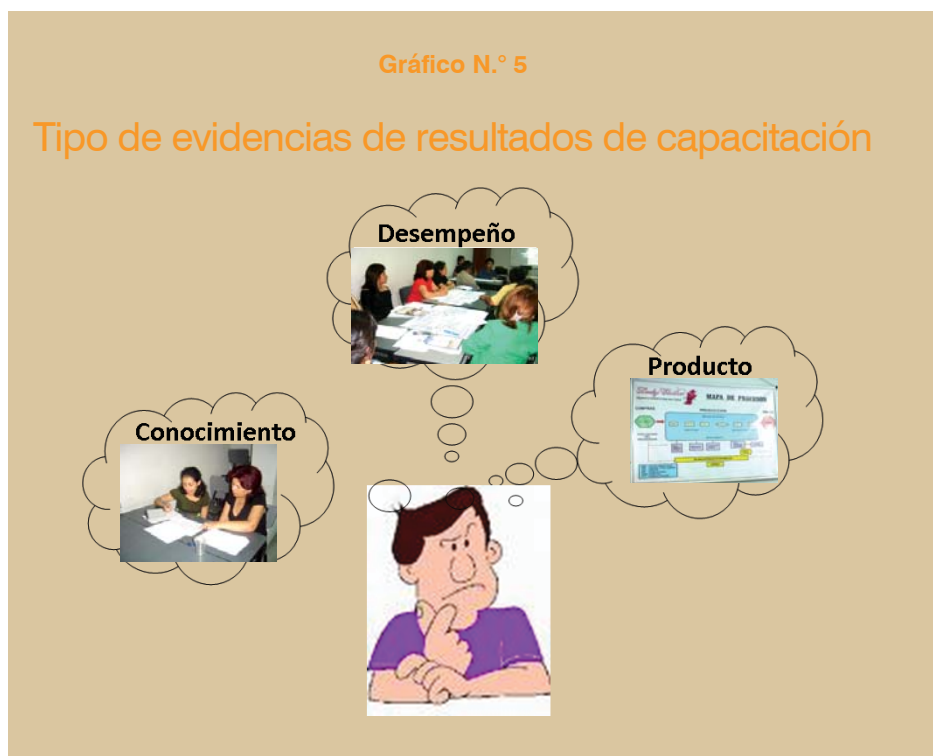 Gráfico N.° 5
Tipo de evidencias de resultados de capacitación
Desempeño
Producto
MAPA DE PROCESOS
Conocimiento